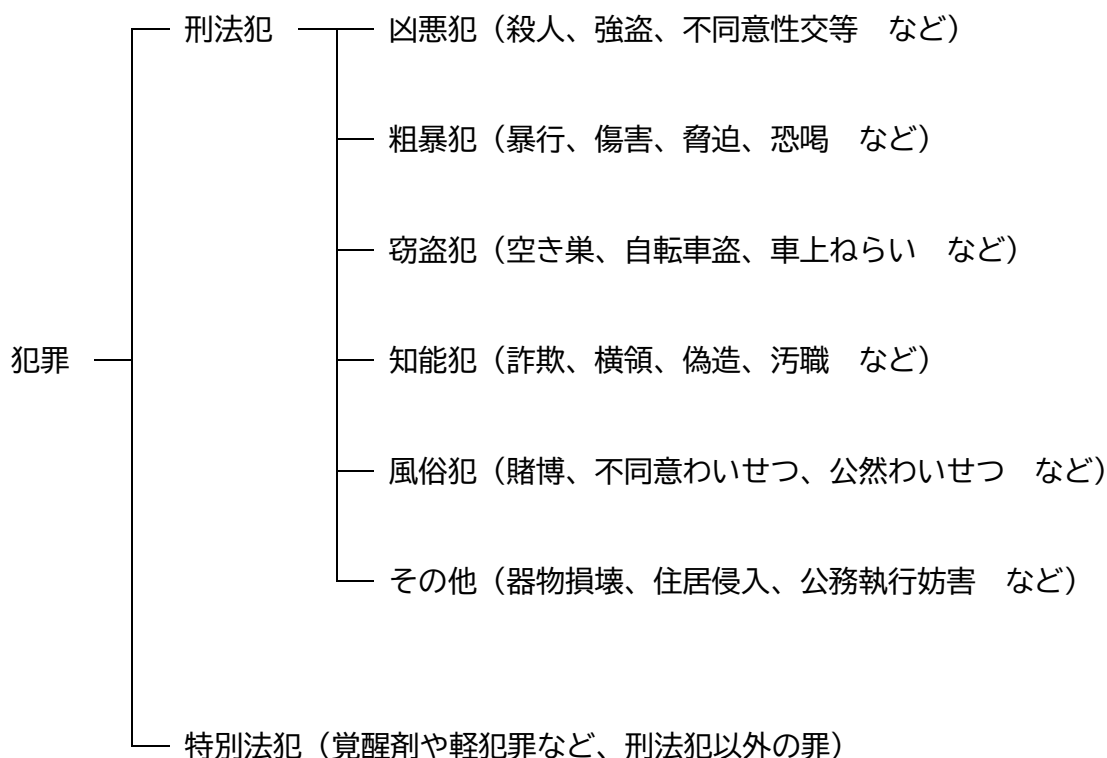 刑法犯
凶悪犯（殺人、強盗、不同意性交等　など）
粗暴犯（暴行、傷害、脅迫、恐喝　など）
窃盗犯（空き巣、自転車盗、車上ねらい　など）
犯罪
知能犯（詐欺、横領、偽造、汚職　など）
風俗犯（賭博、不同意わいせつ、公然わいせつ　など）
その他（器物損壊、住居侵入、公務執行妨害　など）
特別法犯（覚醒剤や軽犯罪など、刑法犯以外の罪）